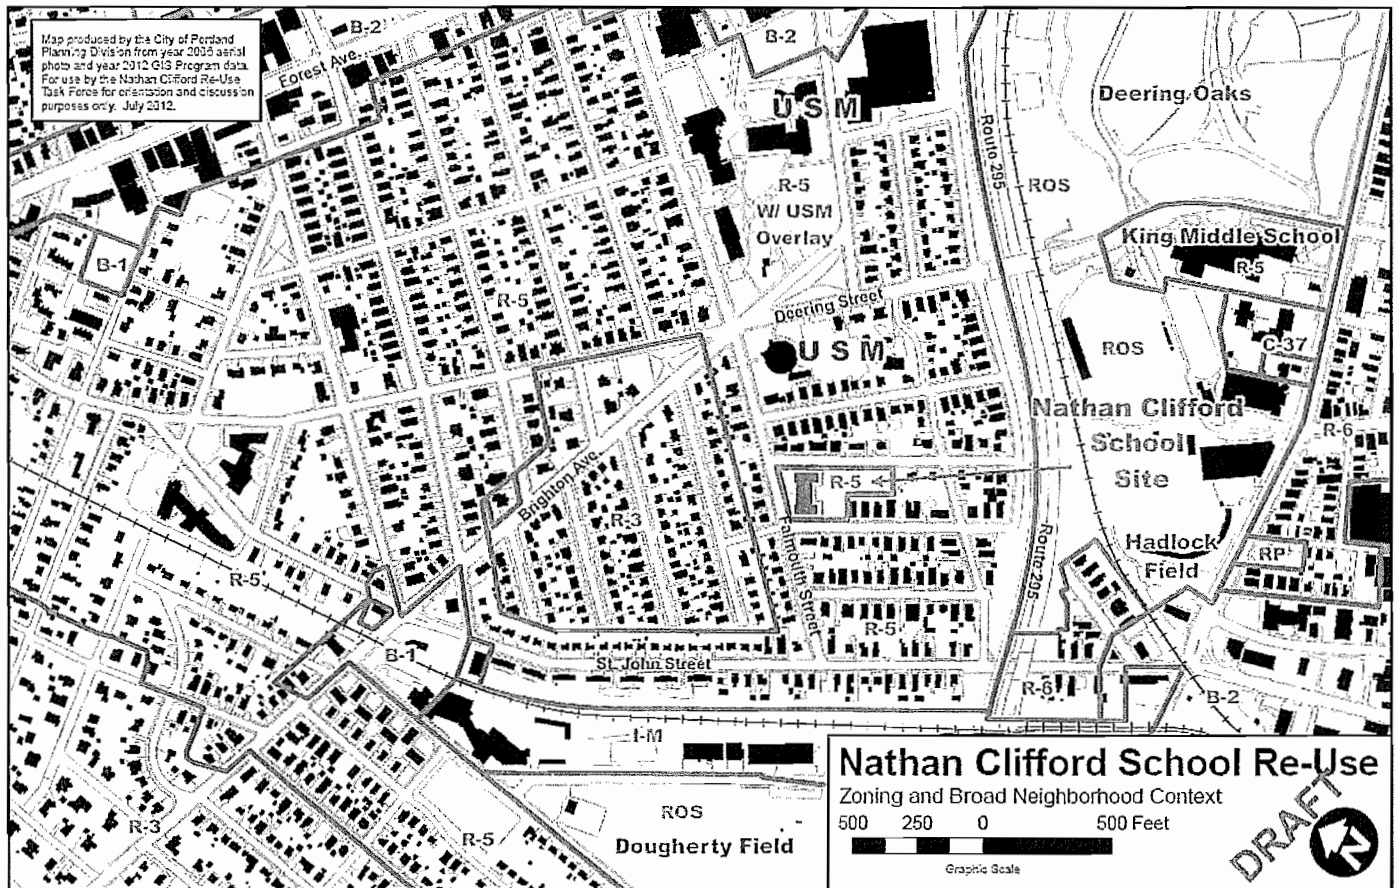 Map produced by the City of Portland
Planning Division from year 2006 aerial
photo and year 2012 GIS Program data.
For use by the Nathan Clifford Re-Use
Task Force for orientation and discussion
purposes only. July 2012.
B-2
Forest Ave.
B-2
USM
Deering Oaks
Route 295
R-5
W/ USM
Overlay
ROS
King Middle School
R-5
B-1
R-5
Deering Street
USM
ROS
C-37
Nathan Clifford
School
Site
R-6
Brighton Ave.
R-5
R-3
Falmouth Street
Route 295
Hadlock
Field
RP
R-5
R-5
B-1
St. John Street
R-6
B-2
I-M
ROS
Dougherty Field
R-3
R-5
Nathan Clifford School Re-Use
Zoning and Broad Neighborhood Context
500 250 0 500 Feet
Graphic Scale
DRAFT
N